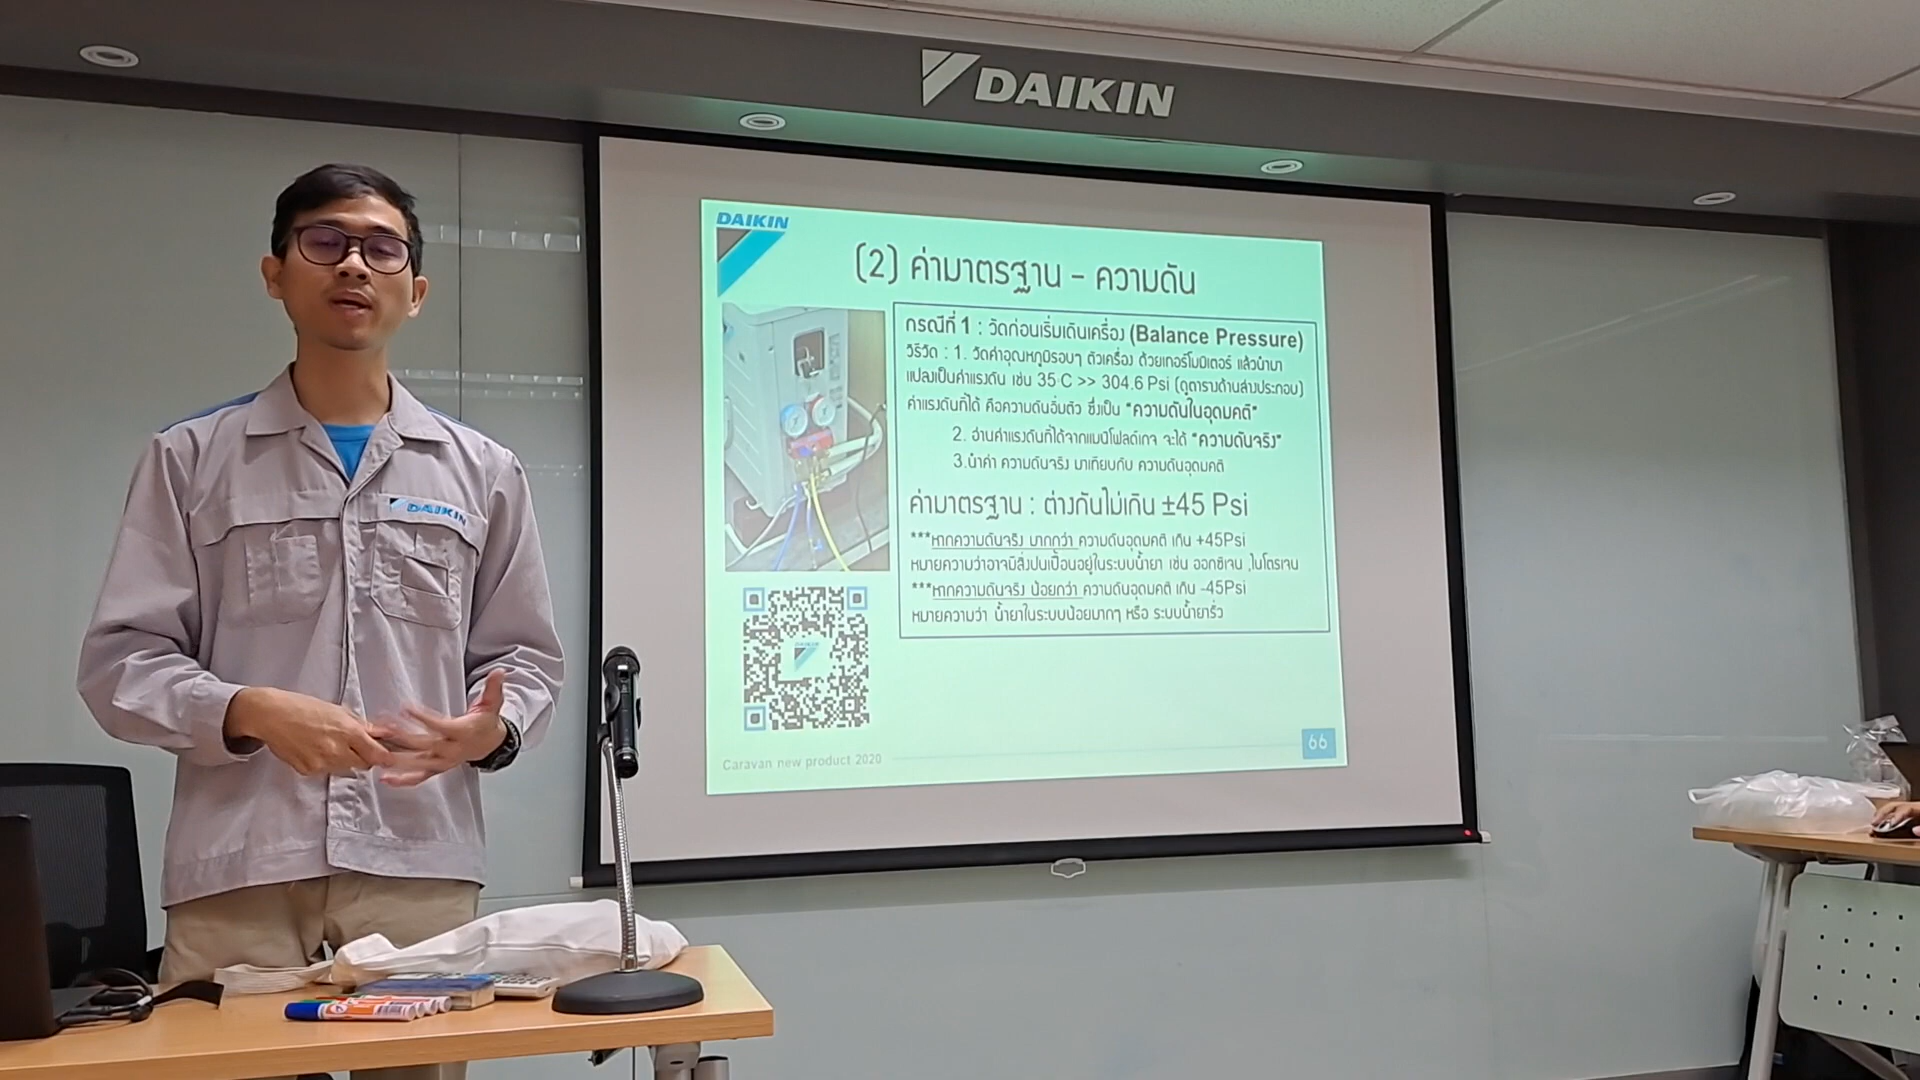 DAIKIN
DAIKIN
DAIKIN
(2) ค่ามาตรฐาน - ความดัน
กรณีที่ 1 : วัดก่อนเริ่มเดินเครื่อง (Balance Pressure)
วิธีวัด : 1. วัดค่าอุณหภูมิรอบๆ ตัวเครื่อง ด้วยเทอร์โมมิเตอร์ แล้วนำมา
แปลงเป็นค่าแรงดัน เช่น 35 C >> 304.6 Psi (ดูตารางด้านล่างประกอบ)
ค่าแรงดันที่ได้ คือความดันอิ่มตัว ซึ่งเป็น "ความดันในอุดมคติ"
2. อ่านค่าแรงดันที่ได้จากแมนิโฟลด์เกจ จะได้ "ความดันจริง"
3.นำค่า ความดันจริง มาเทียบกับ ความดันอุดมคติ
ค่ามาตรฐาน : ต่างกันไม่เกิน ±45 Psi
***หากความดันจริง มากกว่า ความดันอุดมคติ เกิน +45Psi
หมายความว่าอาจมีสิ่งปนเปื้อนอยู่ในระบบน้ำยา เช่น ออกซิเจน ,ไนโตรเจน
***หากความดันจริง น้อยกว่า ความดันอุดมคติ เกิน -45Psi
หมายความว่า น้ำยาในระบบน้อยมากๆ หรือ ระบบน้ำยารั่ว
DAIKIN
Caravan new product 2020
66